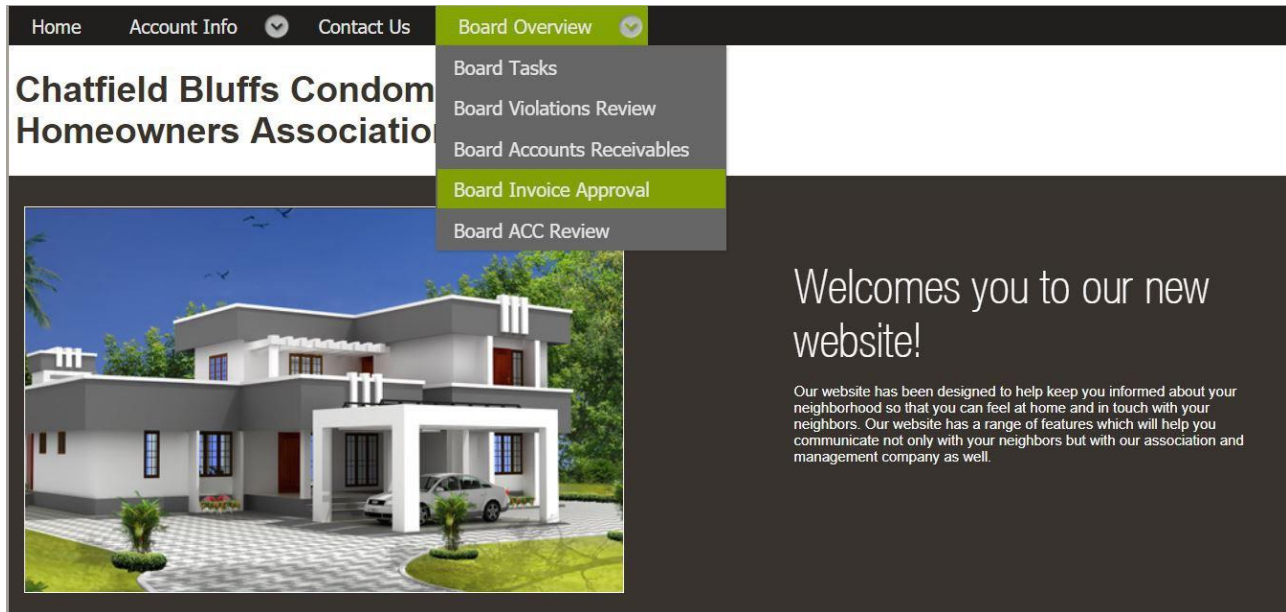 Home Account Info Contact Us Board Overview
Board Tasks
Board Violations Review
Board Accounts Receivables
Board Invoice Approval
Board ACC Review
Chatfield Bluffs Condom
Homeowners Associatio
Welcomes you to our new
website!
Our website has been designed to help keep you informed about your
neighborhood so that you can feel at home and in touch with your
neighbors. Our website has a range of features which will help you
communicate not only with your neighbors but with our association and
management company as well.